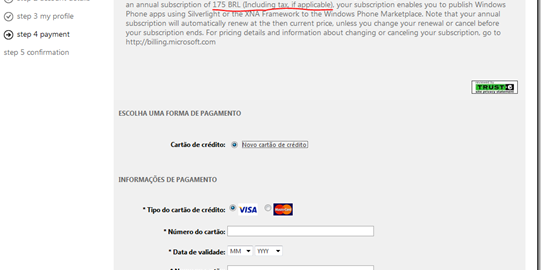 step 3 my profile
step 4 payment
step 5 confirmation
an annual subscription of 175 BRL (Including tax, if applicable), your subscription enables you to publish Windows
Phone apps using Silverlight or the XNA Framework to the Windows Phone Marketplace. Note that your annual
subscription will automatically renew at the then current price, unless you change your renewal or cancel before
your subscription ends. For pricing details and information about changing or canceling your subscription, go to
http://billing.microsoft.com
TRUSTe
site privacy statement
ESCOLHA UMA FORMA DE PAGAMENTO
Cartão de crédito: Novo cartão de crédito
INFORMAÇÕES DE PAGAMENTO
* Tipo do cartão de crédito: VISA MasterCard
* Número do cartão:
* Data de validade: MM YYYY